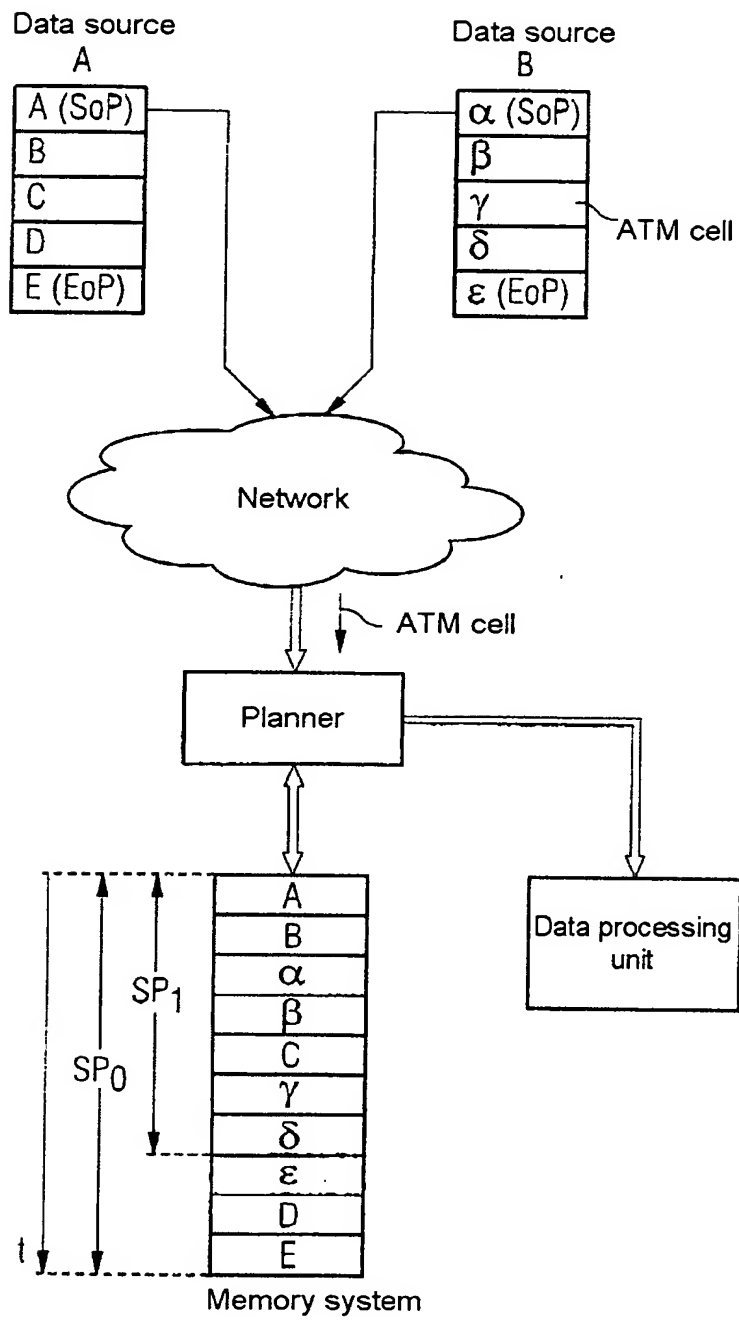 Data source
A
A (SoP)
B
C
D
E (EoP)
Data source
B
α (SoP)
β
γ
δ
ε (EoP)
ATM cell
Network
ATM cell
Planner
Data processing
unit
A
B
α
β
C
γ
δ
ε
D
E
SP1
SP0
t
Memory system